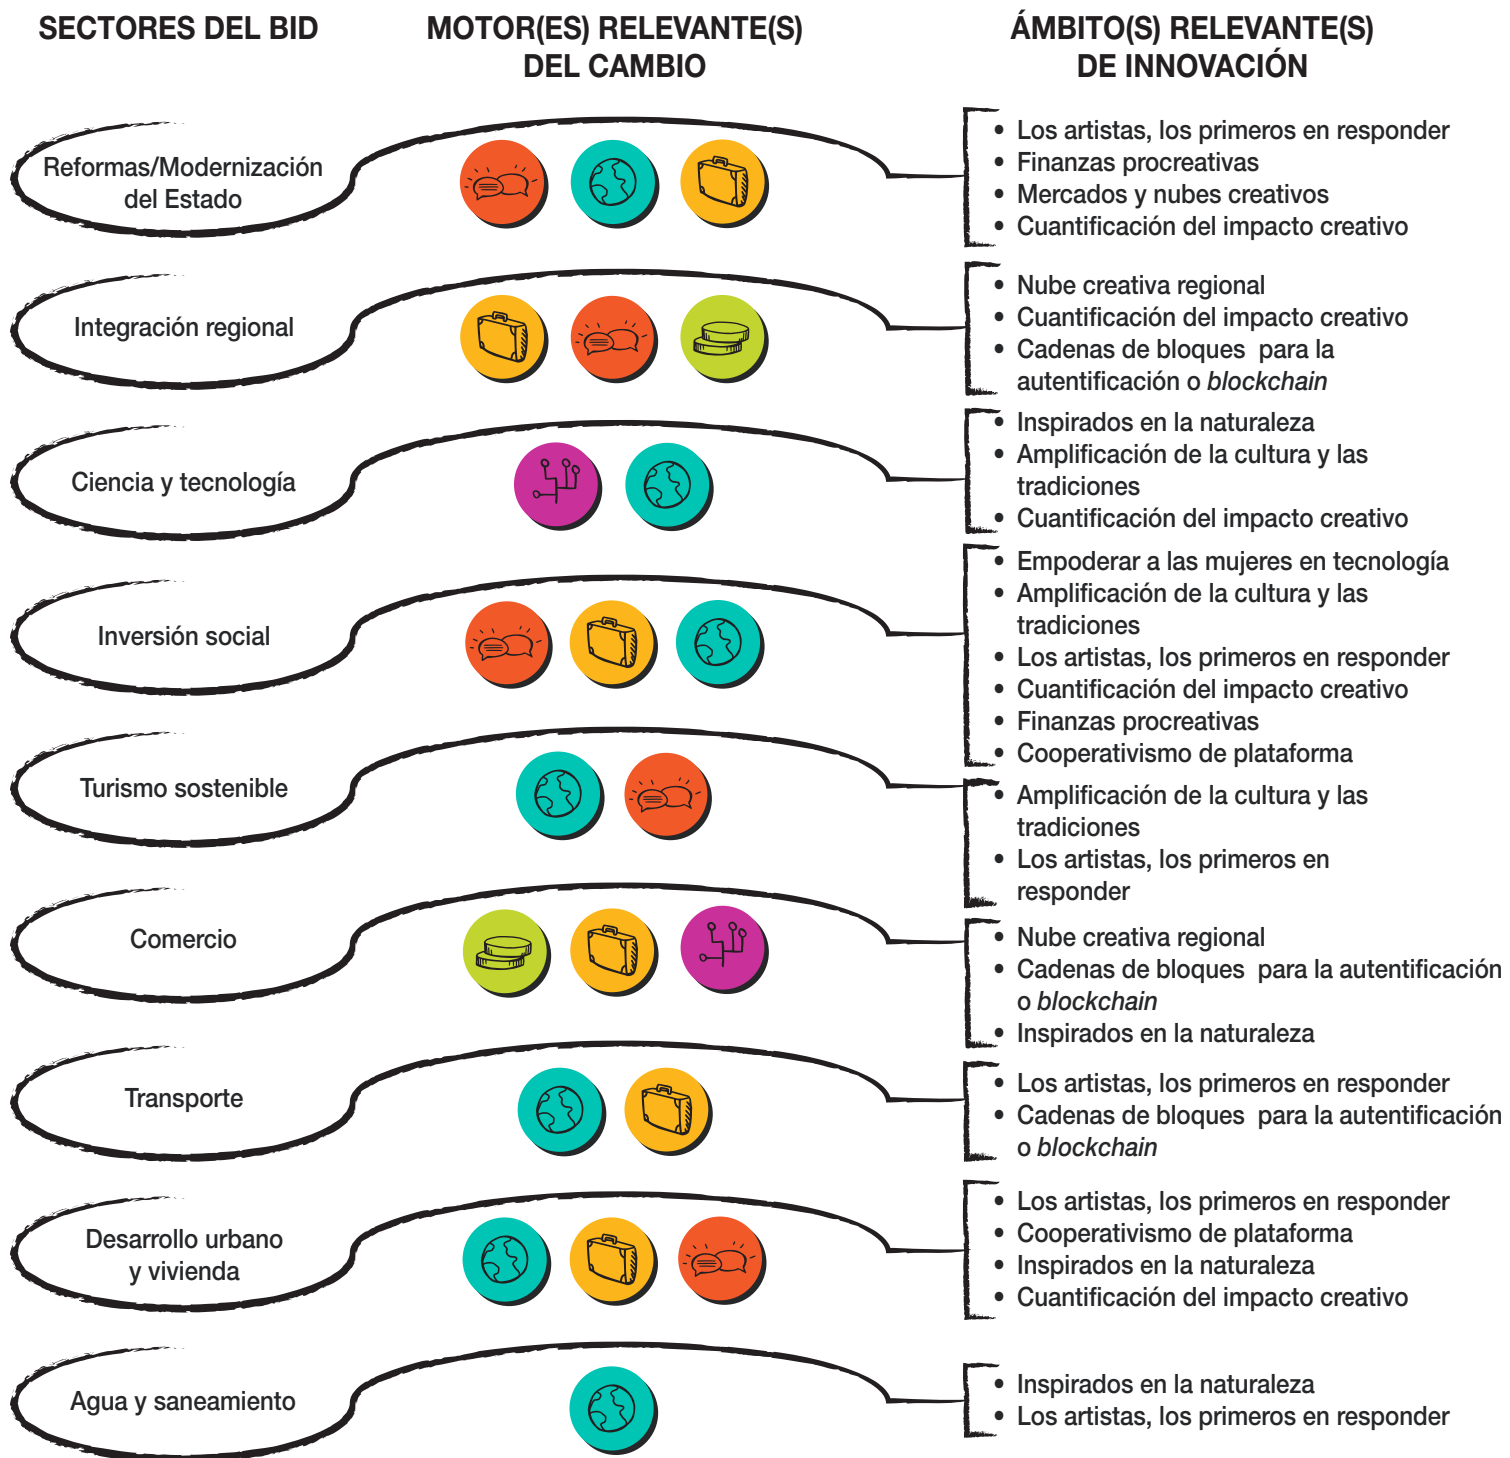 SECTORES DEL BID
MOTOR(ES) RELEVANTE(S)
DEL CAMBIO
ÁMBITO(S) RELEVANTE(S)
DE INNOVACIÓN
Reformas/Modernización
del Estado
• Los artistas, los primeros en responder
• Finanzas procreativas
• Mercados y nubes creativos
• Cuantificación del impacto creativo
Integración regional
• Nube creativa regional
• Cuantificación del impacto creativo
• Cadenas de bloques para la
autentificación o blockchain
Ciencia y tecnología
• Inspirados en la naturaleza
• Amplificación de la cultura y las
tradiciones
• Cuantificación del impacto creativo
Inversión social
• Empoderar a las mujeres en tecnología
• Amplificación de la cultura y las
tradiciones
• Los artistas, los primeros en responder
• Cuantificación del impacto creativo
• Finanzas procreativas
• Cooperativismo de plataforma
Turismo sostenible
• Amplificación de la cultura y las
tradiciones
• Los artistas, los primeros en
responder
Comercio
• Nube creativa regional
• Cadenas de bloques para la autentificación
o blockchain
• Inspirados en la naturaleza
Transporte
• Los artistas, los primeros en responder
• Cadenas de bloques para la autentificación
o blockchain
Desarrollo urbano
y vivienda
• Los artistas, los primeros en responder
• Cooperativismo de plataforma
• Inspirados en la naturaleza
• Cuantificación del impacto creativo
Agua y saneamiento
• Inspirados en la naturaleza
• Los artistas, los primeros en responder